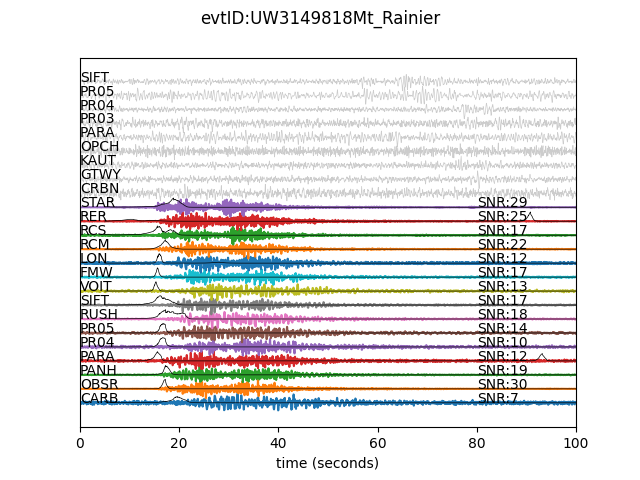 evtID:UW3149818Mt_Rainier
SIFT
PR05
PR04
PR03
PARA
OPCH
KAUT
GTWY
CRBN
STAR SNR:29
RER SNR:25
RCS SNR:17
RCM SNR:22
LON SNR:12
FMW SNR:17
VOIT SNR:13
SIFT SNR:17
RUSH SNR:18
PR05 SNR:14
PR04 SNR:10
PARA SNR:12
PANH SNR:19
OBSR SNR:30
CARB SNR:7
0 20 40 60 80 100
time (seconds)